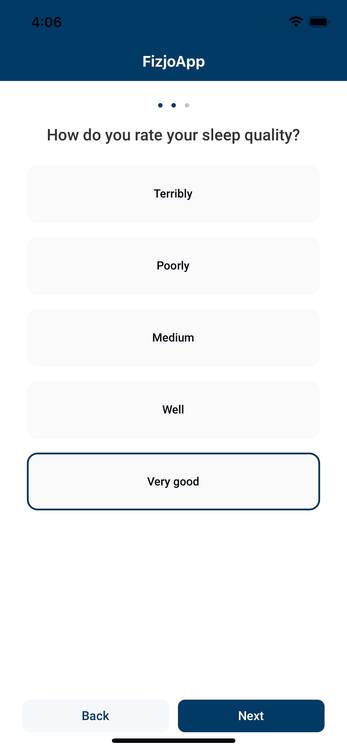 4:06
FizjoApp
How do you rate your sleep quality?
Terribly
Poorly
Medium
Well
Very good
Back
Next